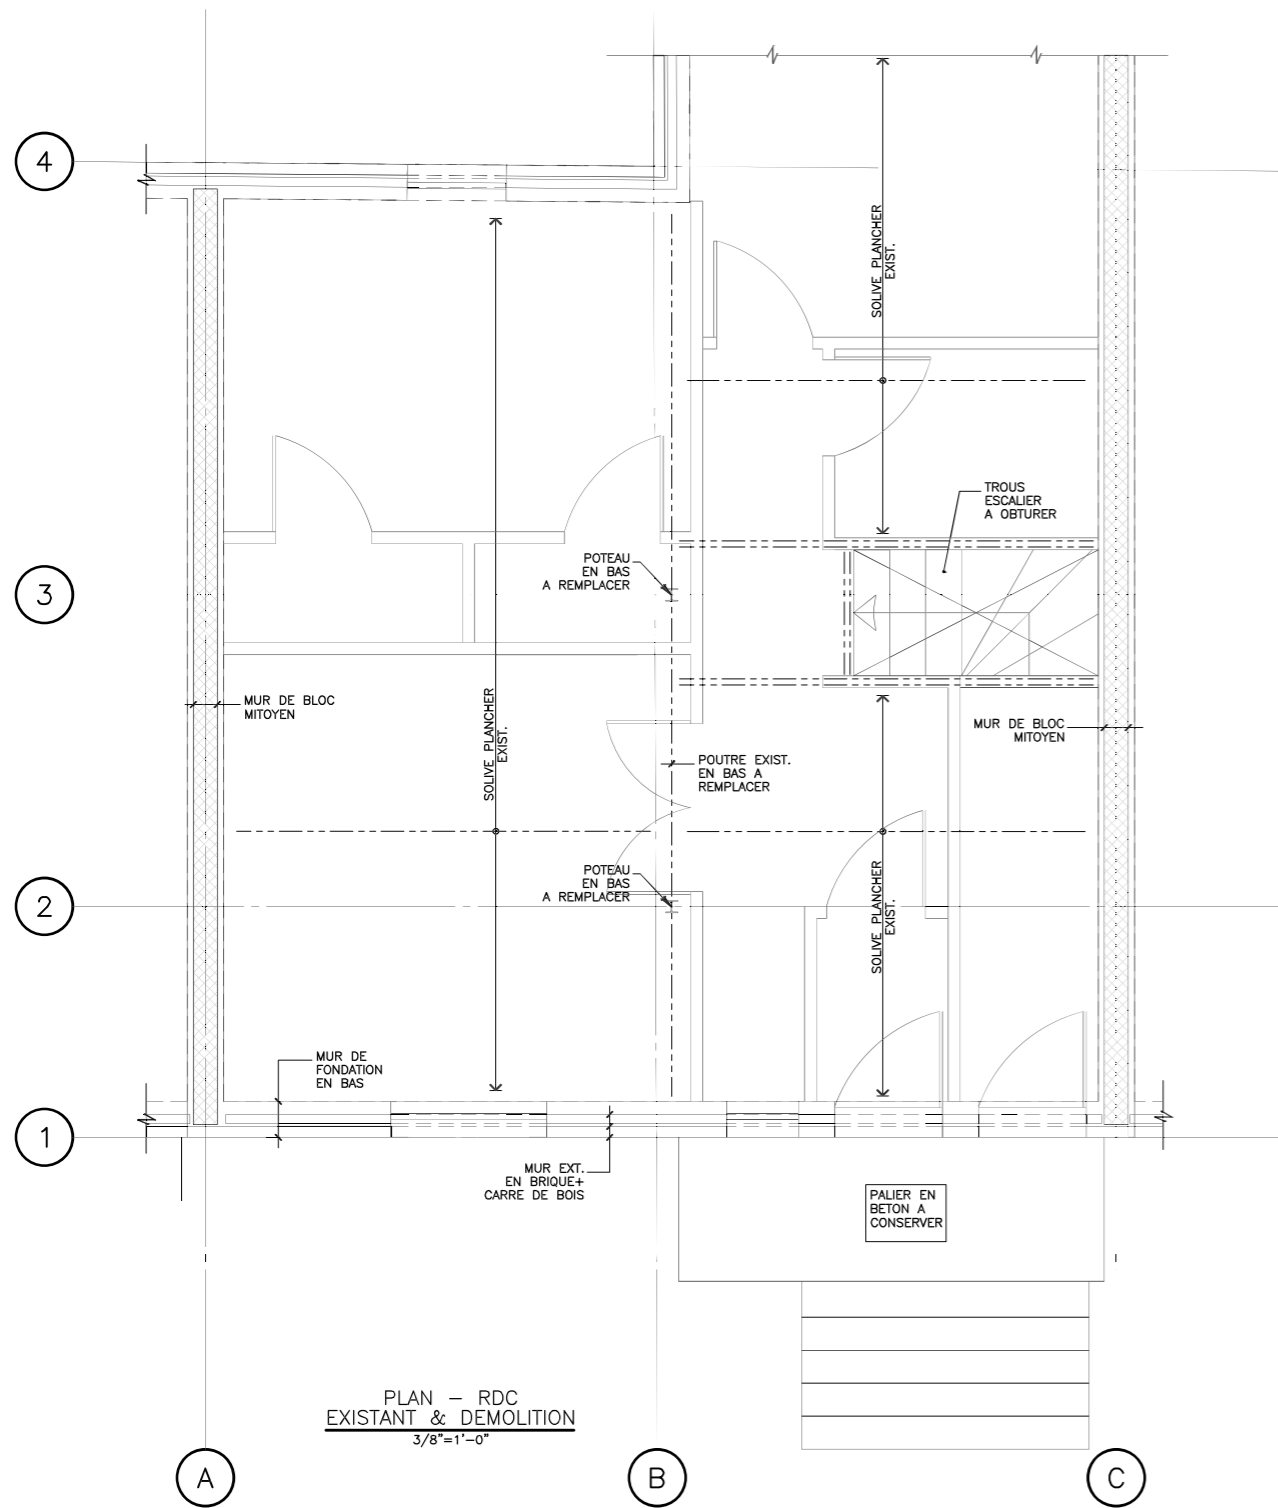 4
SOLIVE PLANCHER
EXIST.
TROUS
ESCALIER
A OBTURER
POTEAU
EN BAS
A REMPLACER
3
MUR DE BLOC
MITOYEN
SOLIVE PLANCHER
EXIST.
MUR DE BLOC
MITOYEN
POUTRE EXIST.
EN BAS A
REMPLACER
POTEAU
EN BAS
A REMPLACER
SOLIVE PLANCHER
EXIST.
2
MUR DE
FONDATION
EN BAS
1
MUR EXT.
EN BRIQUE+
CARRE DE BOIS
PALIER EN
BETON A
CONSERVER
PLAN – RDC
EXISTANT & DEMOLITION
3/8"=1'-0"
A
B
C